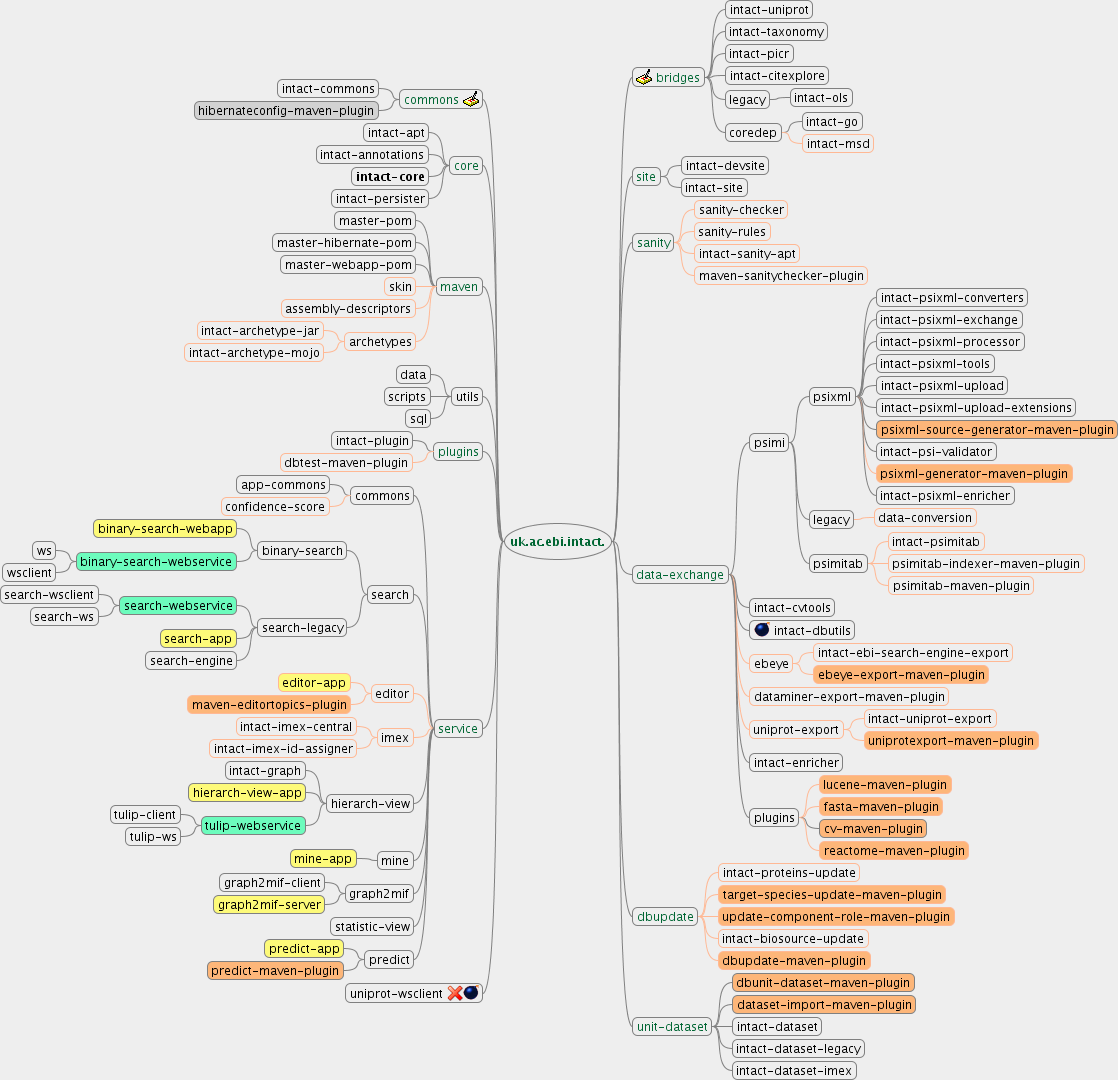 uk.ac.ebi.intact.
commons
intact-commons
hibernateconfig-maven-plugin
core
intact-apt
intact-annotations
intact-core
intact-persister
maven
master-pom
master-hibernate-pom
master-webapp-pom
skin
assembly-descriptors
archetypes
intact-archetype-jar
intact-archetype-mojo
utils
data
scripts
sql
plugins
intact-plugin
dbtest-maven-plugin
service
commons
app-commons
confidence-score
search
binary-search
binary-search-webapp
binary-search-webservice
ws
wsclient
search-legacy
search-webservice
search-wsclient
search-ws
search-app
search-engine
editor
editor-app
maven-editortopics-plugin
imex
intact-imex-central
intact-imex-id-assigner
hierarch-view
intact-graph
hierarch-view-app
tulip-webservice
tulip-client
tulip-ws
mine
mine-app
graph2mif
graph2mif-client
graph2mif-server
statistic-view
predict
predict-app
predict-maven-plugin
uniprot-wsclient
bridges
intact-uniprot
intact-taxonomy
intact-picr
intact-citexplore
legacy
intact-ols
coredep
intact-go
intact-msd
site
intact-devsite
intact-site
sanity
sanity-checker
sanity-rules
intact-sanity-apt
maven-sanitychecker-plugin
data-exchange
psimi
psixml
intact-psixml-converters
intact-psixml-exchange
intact-psixml-processor
intact-psixml-tools
intact-psixml-upload
intact-psixml-upload-extensions
psixml-source-generator-maven-plugin
intact-psi-validator
psixml-generator-maven-plugin
intact-psixml-enricher
legacy
data-conversion
psimitab
intact-psimitab
psimitab-indexer-maven-plugin
psimitab-maven-plugin
intact-cvtools
intact-dbutils
ebeye
intact-ebi-search-engine-export
ebeye-export-maven-plugin
dataminer-export-maven-plugin
uniprot-export
intact-uniprot-export
uniprotexport-maven-plugin
intact-enricher
plugins
lucene-maven-plugin
fasta-maven-plugin
cv-maven-plugin
reactome-maven-plugin
dbupdate
intact-proteins-update
target-species-update-maven-plugin
update-component-role-maven-plugin
intact-biosource-update
dbupdate-maven-plugin
unit-dataset
dbunit-dataset-maven-plugin
dataset-import-maven-plugin
intact-dataset
intact-dataset-legacy
intact-dataset-imex